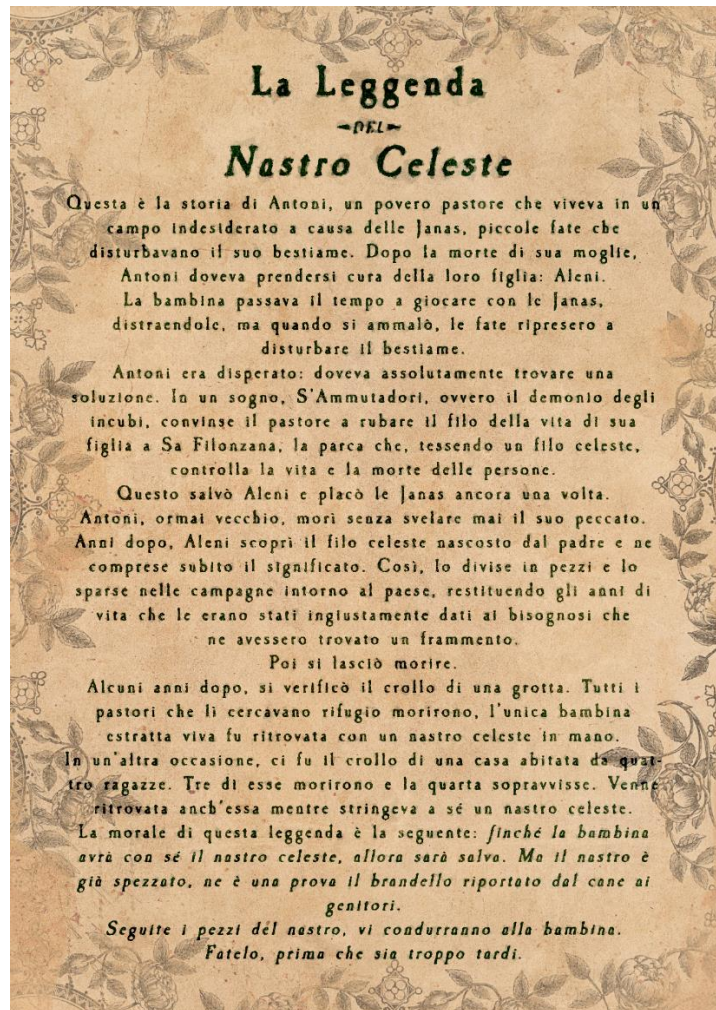 La Leggenda
DEL
Nastro Celeste
Questa è la storia di Antoni, un povero pastore che viveva in un
campo indesiderato a causa delle Janas, piccole fate che
disturbavano il suo bestiame. Dopo la morte di sua moglie,
Antoni doveva prendersi cura della loro figlia: Aleni.
La bambina passava il tempo a giocare con le Janas,
distraendole, ma quando si ammalò, le fate ripresero a
disturbare il bestiame.
Antoni era disperato: doveva assolutamente trovare una
soluzione. In un sogno, S'Ammutadori, ovvero il demonio degli
incubi, convinse il pastore a rubare il filo della vita di sua
figlia a Sa Filonzana, la parca che, tessendo un filo celeste,
controlla la vita e la morte delle persone.
Questo salvò Aleni e placò le Janas ancora una volta.
Antoni, ormai vecchio, morì senza svelare mai il suo peccato.
Anni dopo, Aleni scoprì il filo celeste nascosto dal padre e ne
comprese subito il significato. Così, lo divise in pezzi e lo
sparse nelle campagne intorno al paese, restituendo gli anni di
vita che le erano stati ingiustamente dati ai bisognosi che
ne avessero trovato un frammento.
Poi si lasciò morire.
Alcuni anni dopo, si verificò il crollo di una grotta. Tutti i
pastori che lì cercavano rifugio morirono, l'unica bambina
estratta viva fu ritrovata con un nastro celeste in mano.
In un'altra occasione, ci fu il crollo di una casa abitata da quat-
tro ragazze. Tre di esse morirono e la quarta sopravvisse. Venne
ritrovata anch'essa mentre stringeva a sé un nastro celeste.
La morale di questa leggenda è la seguente: finché la bambina
avrà con sé il nastro celeste, allora sarà salva. Ma il nastro è
già spezzato, ne è una prova il brandello riportato dal cane ai
genitori.
Seguite i pezzi del nastro, vi condurranno alla bambina.
Fatelo, prima che sia troppo tardi.